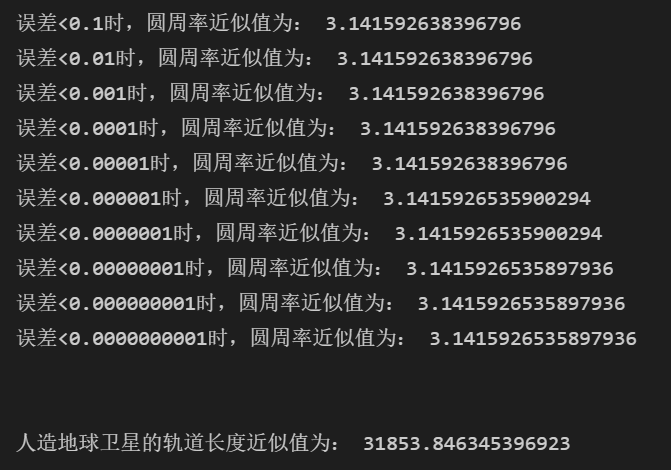 误差<0.1时，圆周率近似值为： 3.141592638396796
误差<0.01时，圆周率近似值为： 3.141592638396796
误差<0.001时，圆周率近似值为： 3.141592638396796
误差<0.0001时，圆周率近似值为： 3.141592638396796
误差<0.00001时，圆周率近似值为： 3.141592638396796
误差<0.000001时，圆周率近似值为： 3.1415926535900294
误差<0.0000001时，圆周率近似值为： 3.1415926535900294
误差<0.00000001时，圆周率近似值为： 3.1415926535897936
误差<0.000000001时，圆周率近似值为： 3.1415926535897936
误差<0.0000000001时，圆周率近似值为： 3.1415926535897936
人造地球卫星的轨道长度近似值为： 31853.846345396923